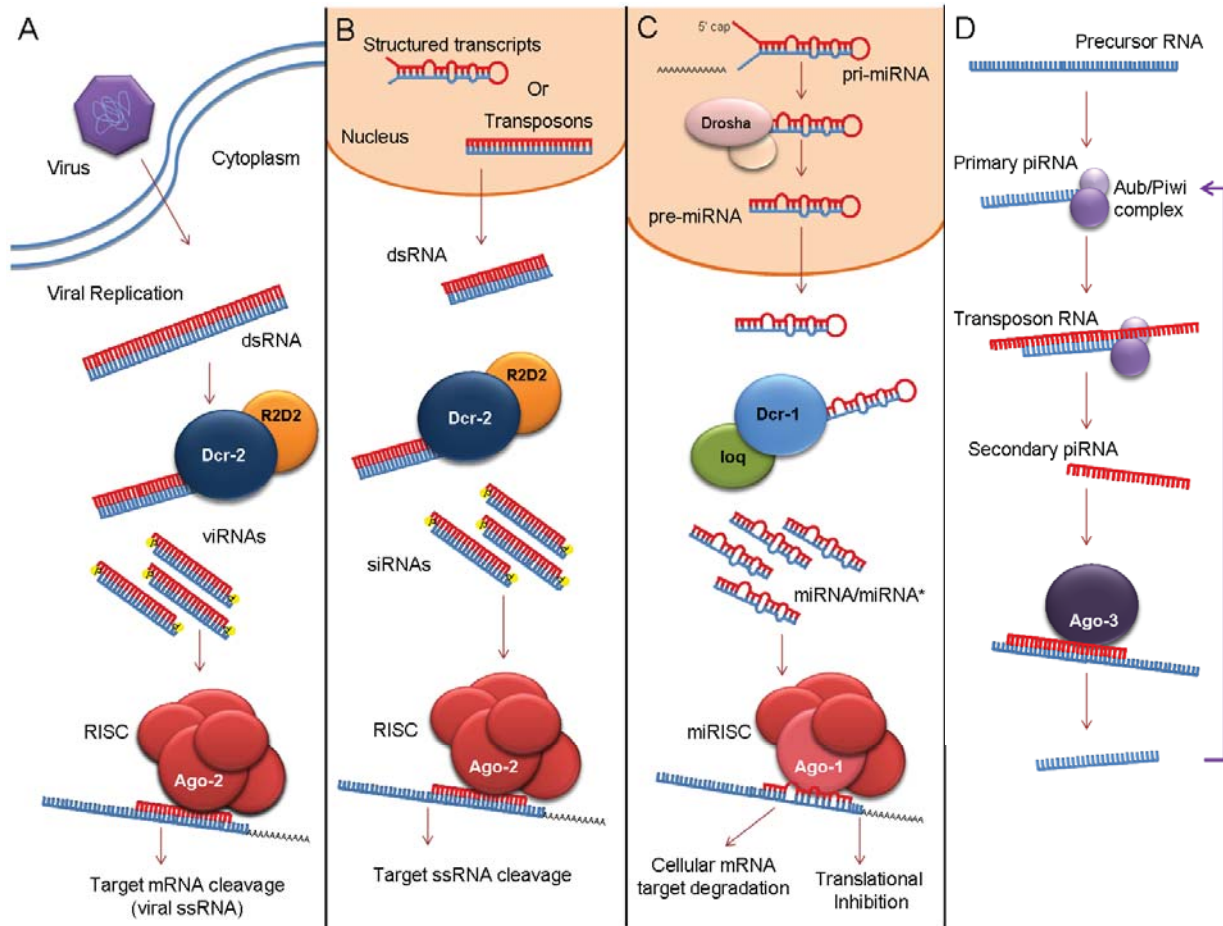 A
Virus
Cytoplasm
Viral Replication
dsRNA
R2D2
Dcr-2
viRNAs
P
P
P
P
P
P
RISC
Ago-2
Target mRNA cleavage
(viral ssRNA)
B
Structured transcripts
Or
Transposons
Nucleus
dsRNA
R2D2
Dcr-2
siRNAs
P
P
P
P
P
P
RISC
Ago-2
Target ssRNA cleavage
C
5' cap
pri-miRNA
Drosha
pre-miRNA
Dcr-1
loq
miRNA/miRNA*
miRISC
Ago-1
Cellular mRNA
target degradation
Translational
Inhibition
D
Precursor RNA
Primary piRNA
Aub/Piwi
complex
Transposon RNA
Secondary piRNA
Ago-3